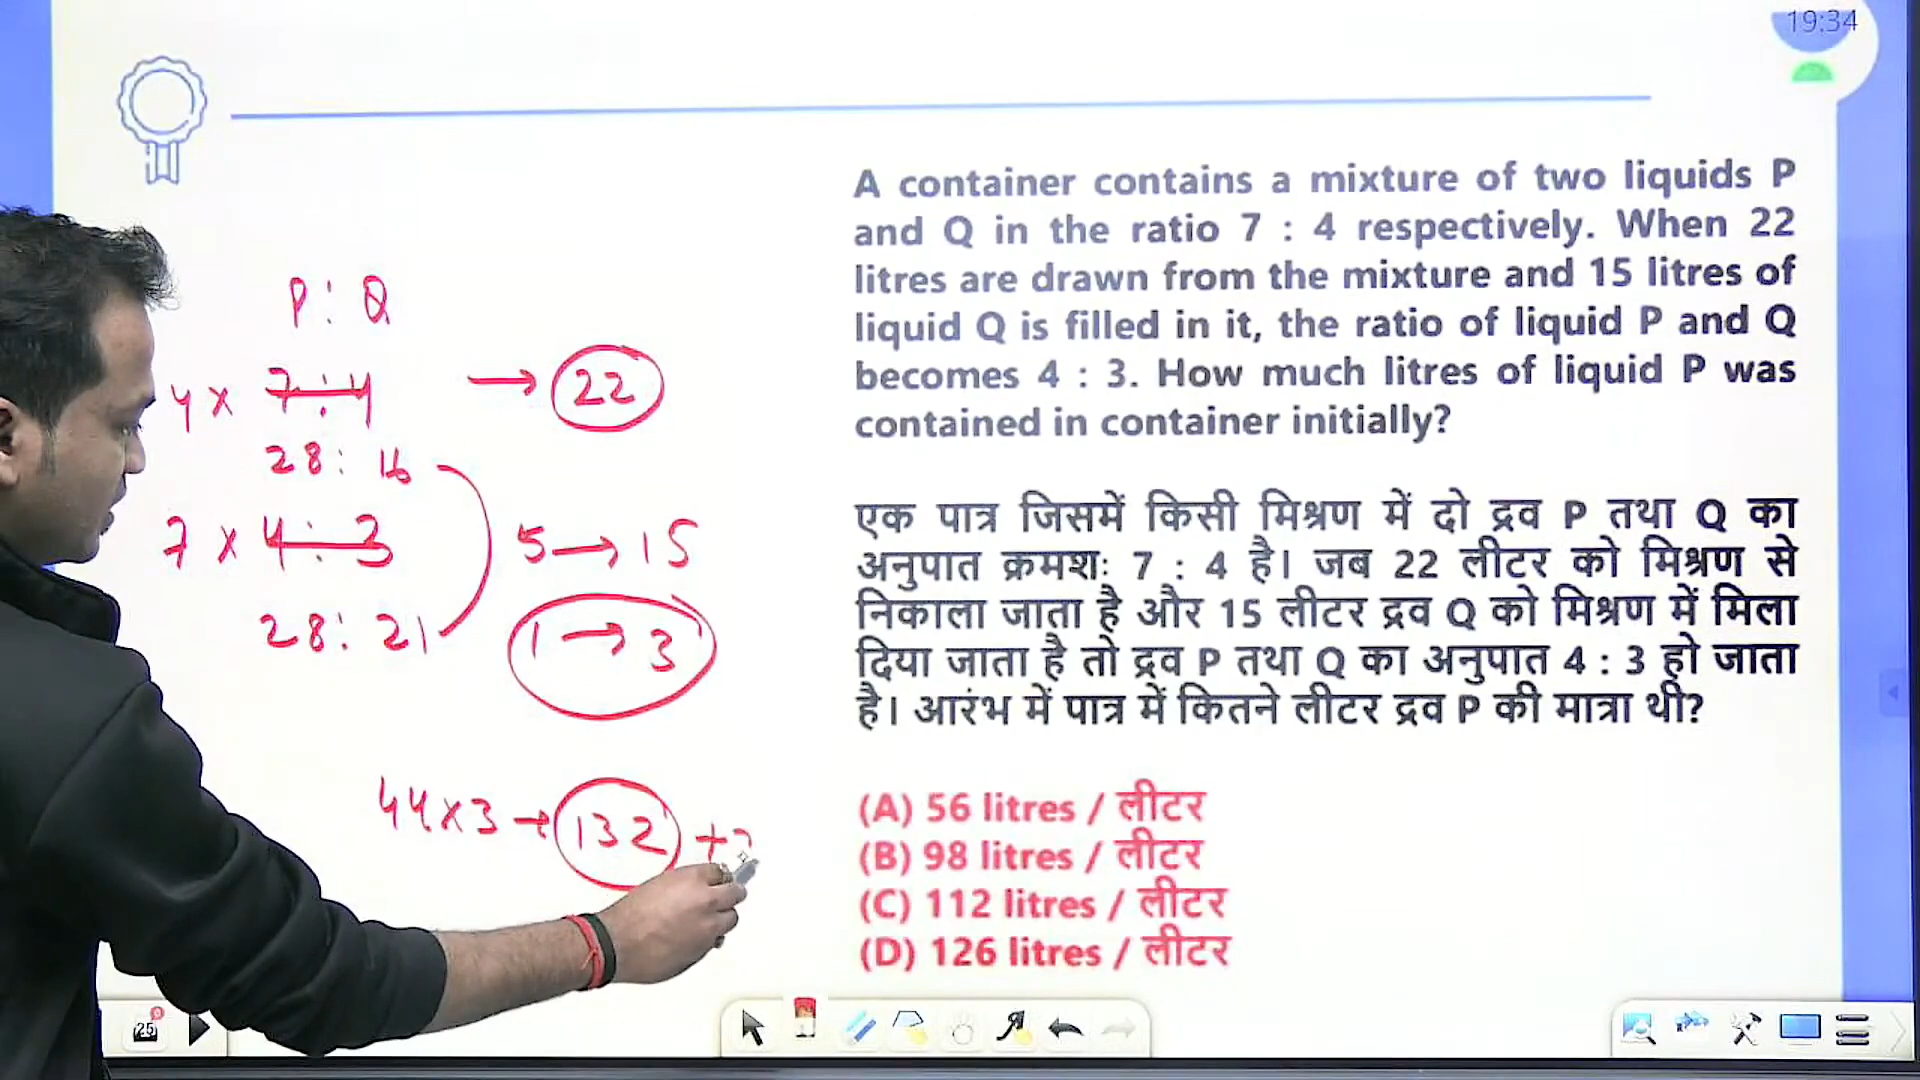 19:34
A container contains a mixture of two liquids P
and Q in the ratio 7 : 4 respectively. When 22
litres are drawn from the mixture and 15 litres of
liquid Q is filled in it, the ratio of liquid P and Q
becomes 4 : 3. How much litres of liquid P was
contained in container initially?
एक पात्र जिसमें किसी मिश्रण में दो द्रव P तथा Q का
अनुपात क्रमशः 7 : 4 है। जब 22 लीटर को मिश्रण से
निकाला जाता है और 15 लीटर द्रव Q को मिश्रण में मिला
दिया जाता है तो द्रव P तथा Q का अनुपात 4 : 3 हो जाता
है। आरंभ में पात्र में कितने लीटर द्रव P की मात्रा थी?
(A) 56 litres / लीटर
(B) 98 litres / लीटर
(C) 112 litres / लीटर
(D) 126 litres / लीटर
P : Q
4 × 7 : 4 → 22
28 : 16
7 × 4 : 3
5 → 15
28 : 21
1 → 3
44×3 → 132 +
25